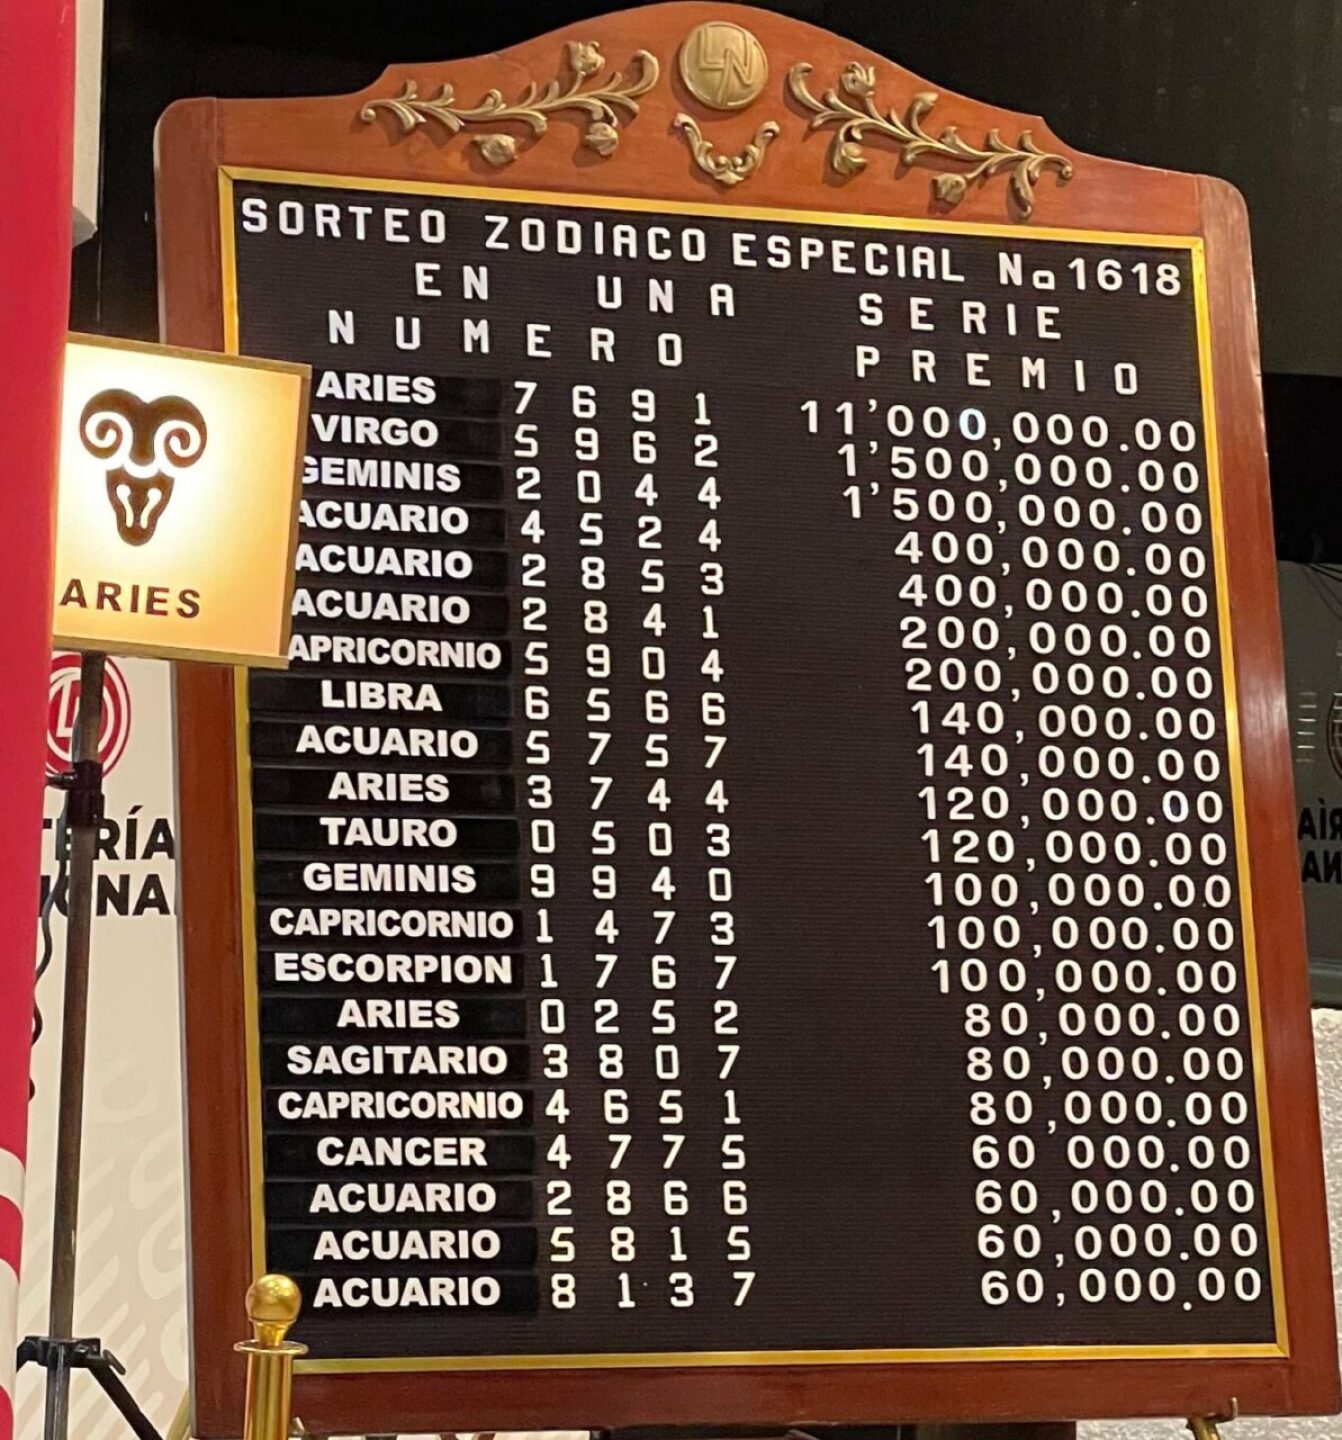 SORTEO ZODIACO ESPECIAL No 1618
EN UNA SERIE
NUMERO PREMIO
ARIES 7691 11'000,000.00
VIRGO 5962 1'500,000.00
GEMINIS 2044 1'500,000.00
ACUARIO 4524 400,000.00
ACUARIO 2853 400,000.00
ACUARIO 2841 200,000.00
APRICORNIO 5904 200,000.00
LIBRA 6566 140,000.00
ACUARIO 5757 140,000.00
ARIES 3744 120,000.00
TAURO 0503 120,000.00
GEMINIS 9940 100,000.00
CAPRICORNIO 1473 100,000.00
ESCORPION 1767 100,000.00
ARIES 0252 80,000.00
SAGITARIO 3807 80,000.00
CAPRICORNIO 4651 80,000.00
CANCER 4775 60 000.00
ACUARIO 2866 60,000.00
ACUARIO 5815 60,000.00
ACUARIO 8137 60,000.00
ARIES
TERÍA
IONA
LN